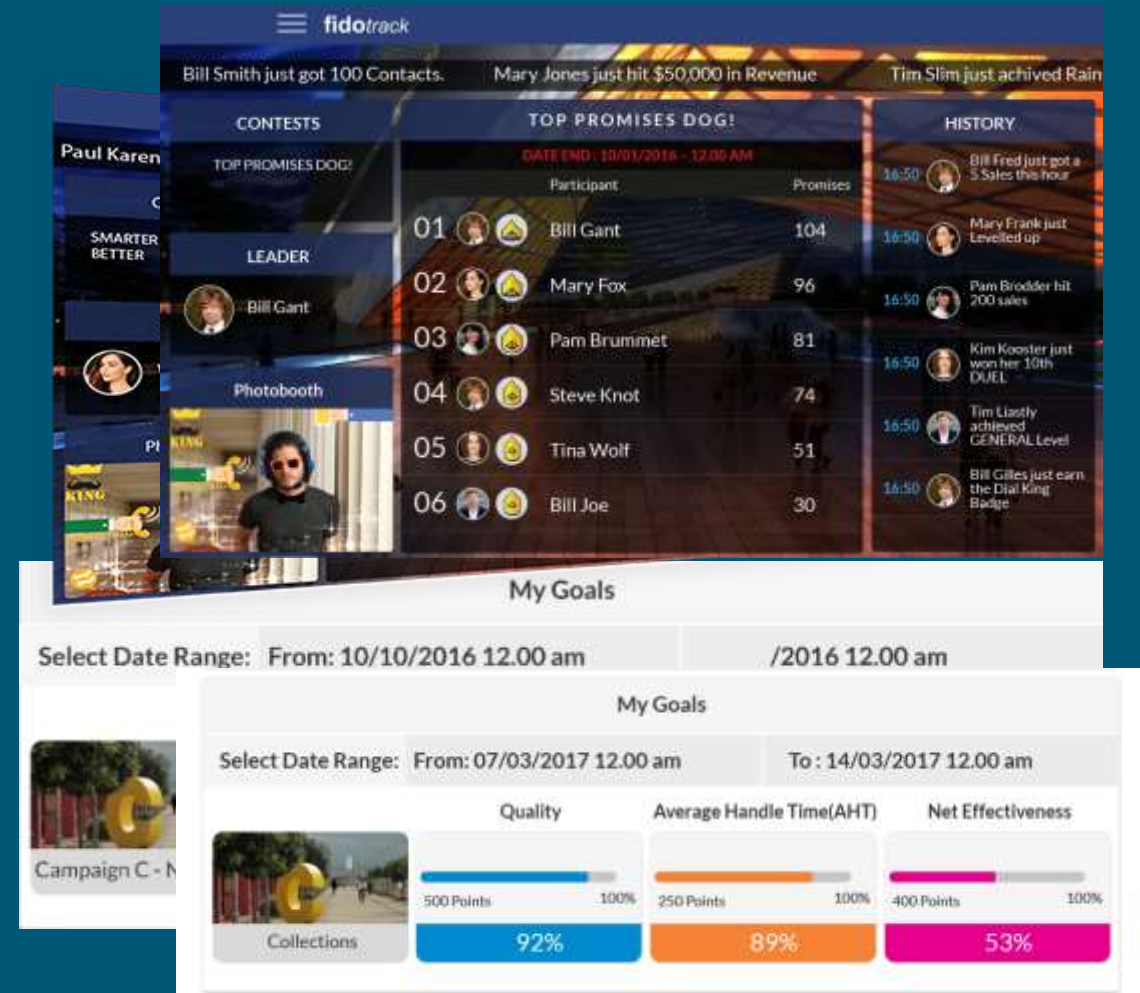 fidotrack
Bill Smith just got 100 Contacts. Mary Jones just hit $50,000 in Revenue Tim Slim just achived Rain
CONTESTS
TOP PROMISES DOG!
LEADER
Bill Gant
Photobooth
KING
TOP PROMISES DOG!
DATE END : 10/01/2016 - 12.00 AM
Participant Promises
01 Bill Gant 104
02 Mary Fox 96
03 Pam Brummet 81
04 Steve Knot 74
05 Tina Wolf 51
06 Bill Joe 30
HISTORY
16:50 Bill Fred just got a
5 Sales this hour
16:50 Mary Frank just
Levelled up
16:50 Pam Brodder hit
200 sales
16:50 Kim Kooster just
won her 10th
DUEL
16:50 Tim Liastly
achieved
GENERAL Level
16:50 Bill Gilles just earn
the Dial King
Badge
Paul Karen
C
SMARTER
BETTER
P
KING
My Goals
Select Date Range: From: 10/10/2016 12.00 am /2016 12.00 am
Campaign C - N
My Goals
Select Date Range: From: 07/03/2017 12.00 am To : 14/03/2017 12.00 am
Quality Average Handle Time(AHT) Net Effectiveness
500 Points 100% 250 Points 100% 400 Points 100%
Collections 92% 89% 53%